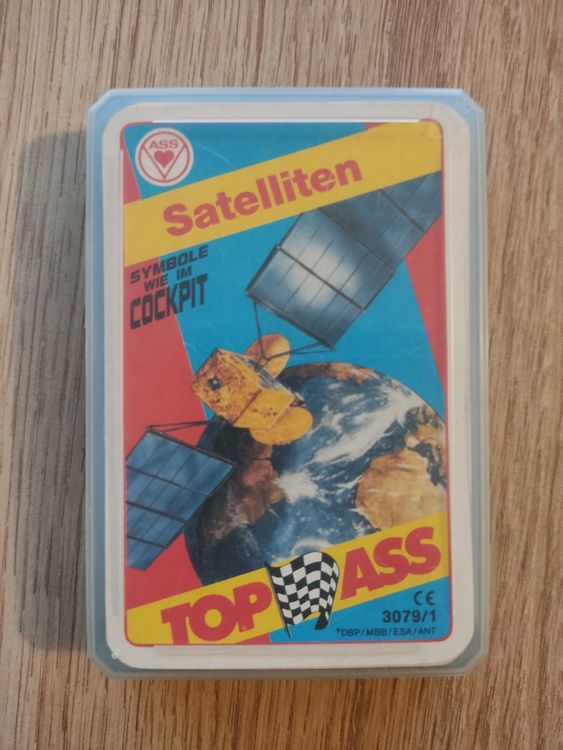 ASS
Satelliten
SYMBOLE
WIE IM
COCKPIT
TOP ASS
CE
3079/1
*DBP/MBB/ESA/ANT